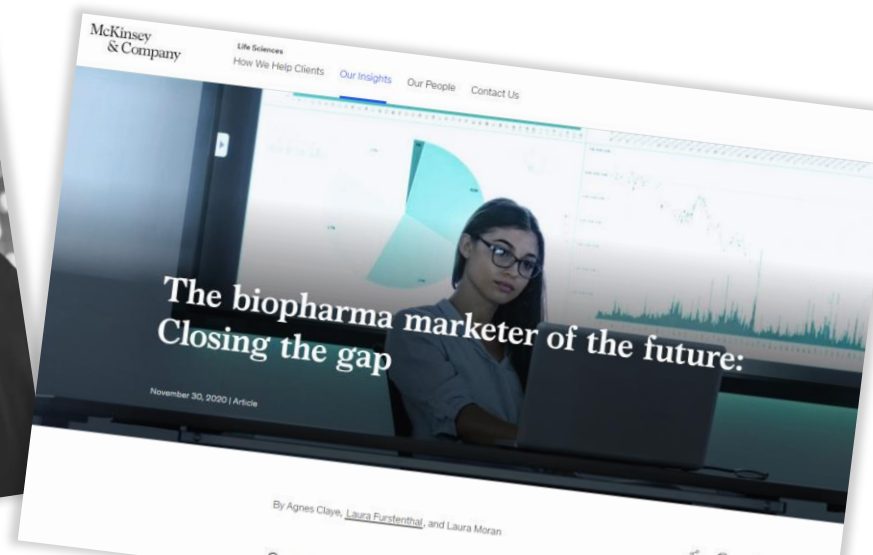 McKinsey
& Company
Life Sciences
How We Help Clients
Our Insights
Our People
Contact Us
The biopharma marketer of the future:
Closing the gap
November 30, 2020 | Article
By Agnes Claye, Laura Furstenthal, and Laura Moran